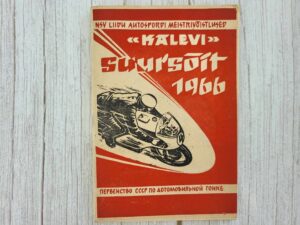 NSV LIIDU AUTOSPORDI MEISTRIVÕISTLUSED
«KALEVI»
suursõit
1966
ПЕРВЕНСТВО СССР ПО АВТОМОБИЛЬНОЙ ГОНКЕ